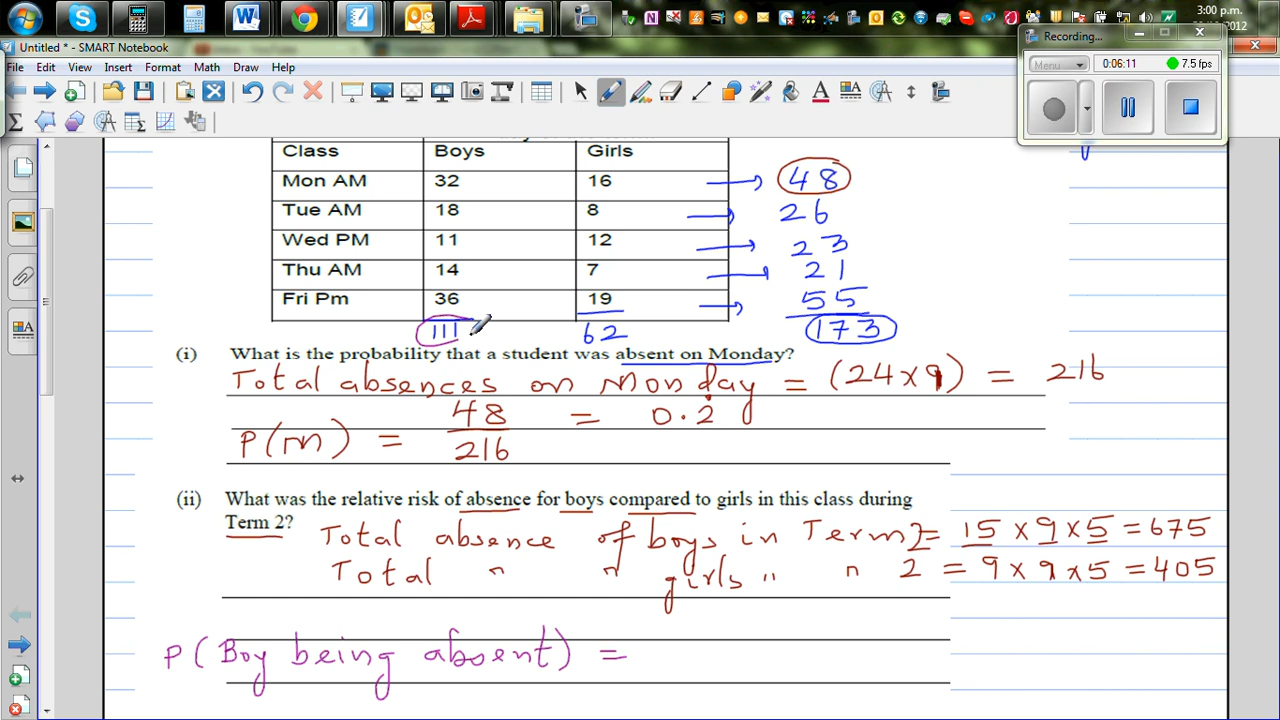 3:00 p.m.
2012
Untitled * - SMART Notebook
Recording...
File Edit View Insert Format Math Draw Help
Menu 0:06:11 7.5 fps
Class Boys Girls
Mon AM 32 16 → 48
Tue AM 18 8 → 26
Wed PM 11 12 → 23
Thu AM 14 7 → 21
Fri Pm 36 19 → 55
111 62 173
(i) What is the probability that a student was absent on Monday?
Total absences on Monday = (24×9) = 216
P(m) = 48/216 = 0.2
(ii) What was the relative risk of absence for boys compared to girls in this class during
Term 2?
Total absence of boys in Term 2 = 15 × 9 × 5 = 675
Total " " girls " " 2 = 9 × 9 × 5 = 405
P(Boy being absent) =